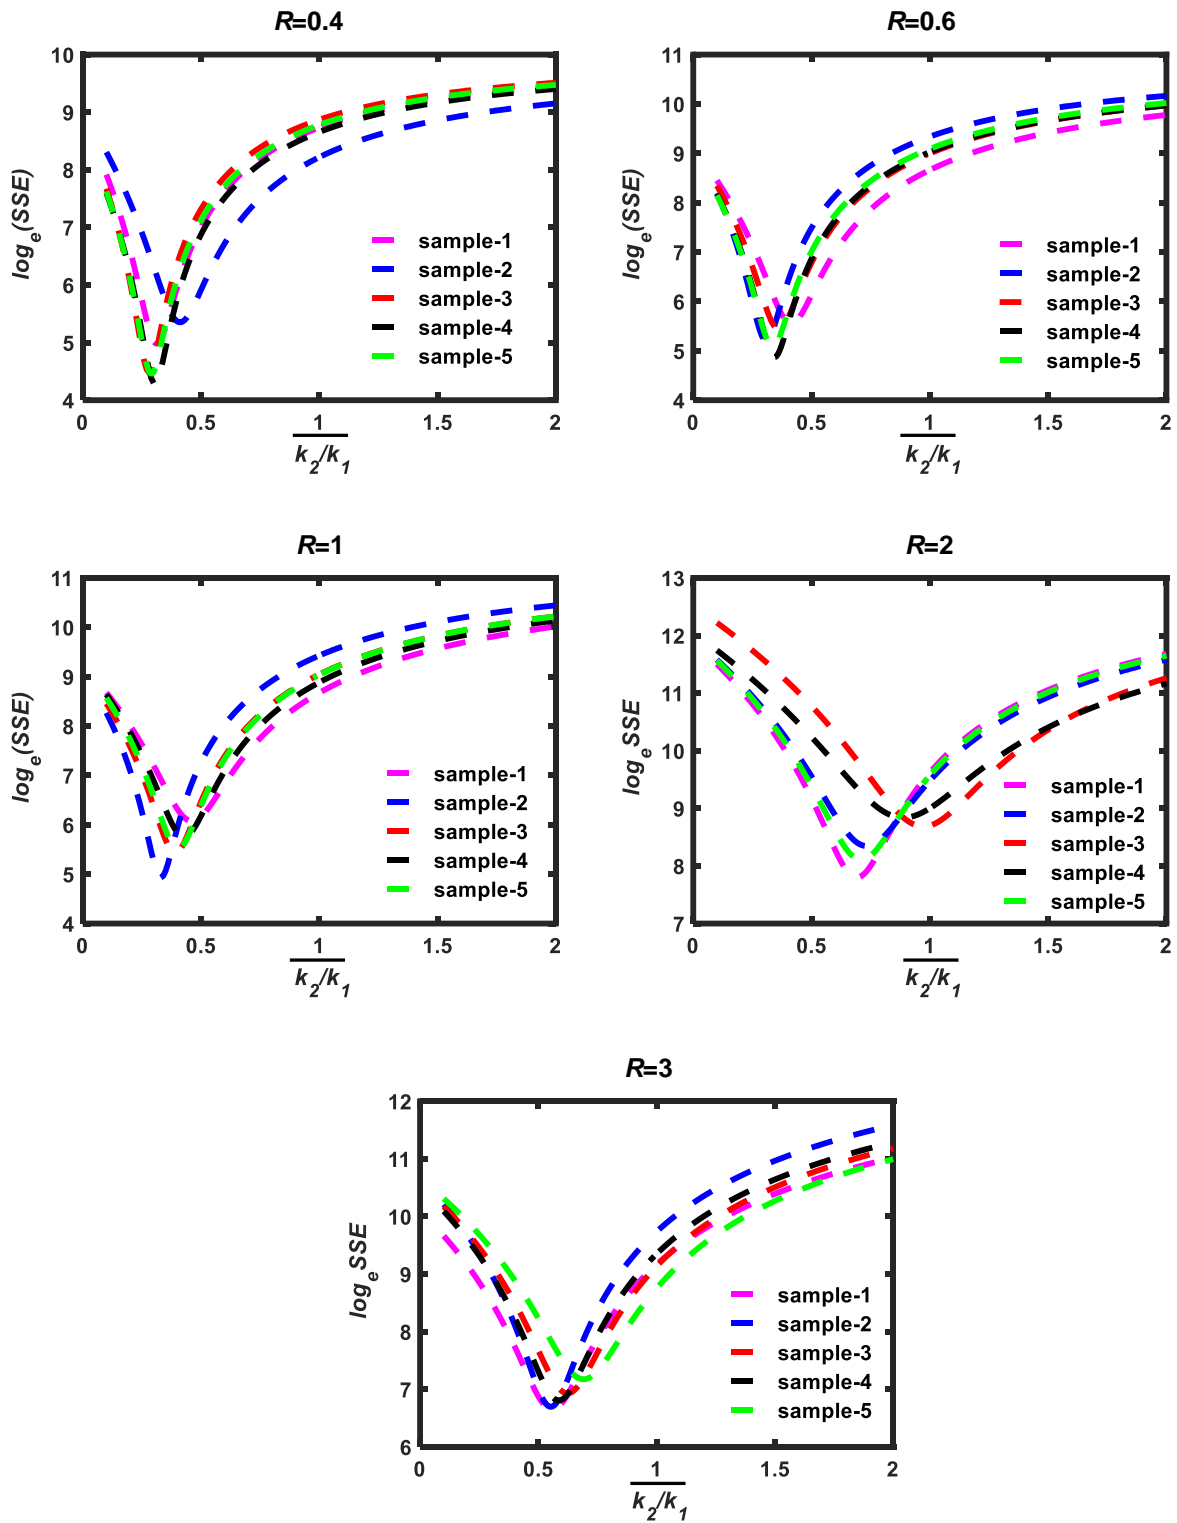 R=0.4
10
9
8
7
6
5
4
log_e(SSE)
sample-1
sample-2
sample-3
sample-4
sample-5
0 0.5 1 1.5 2
k_2/k_1
R=0.6
11
10
9
8
7
6
5
4
log_e(SSE)
sample-1
sample-2
sample-3
sample-4
sample-5
0 0.5 1 1.5 2
k_2/k_1
R=1
11
10
9
8
7
6
5
4
log_e(SSE)
sample-1
sample-2
sample-3
sample-4
sample-5
0 0.5 1 1.5 2
k_2/k_1
R=2
13
12
11
10
9
8
7
log_e SSE
sample-1
sample-2
sample-3
sample-4
sample-5
0 0.5 1 1.5 2
k_2/k_1
R=3
12
11
10
9
8
7
6
log_e SSE
sample-1
sample-2
sample-3
sample-4
sample-5
0 0.5 1 1.5 2
k_2/k_1